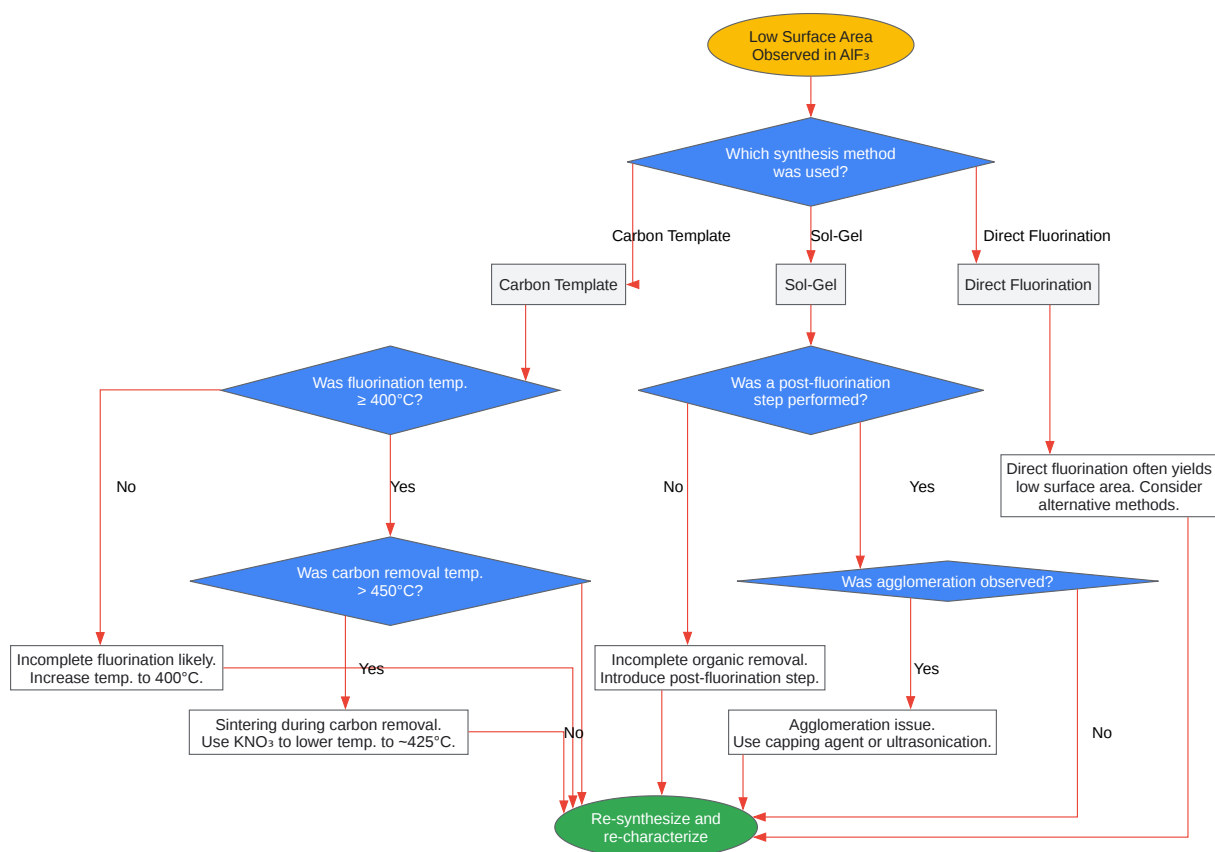 Low Surface Area
Observed in AlF₃
Which synthesis method
was used?
Carbon Template
Sol-Gel
Direct Fluorination
Carbon Template
Sol-Gel
Direct Fluorination
Was fluorination temp.
≥ 400°C?
Was a post-fluorination
step performed?
Direct fluorination often yields
low surface area. Consider
alternative methods.
No
Yes
No
Yes
Was carbon removal temp.
> 450°C?
Was agglomeration observed?
Incomplete fluorination likely.
Increase temp. to 400°C.
Yes
Incomplete organic removal.
Introduce post-fluorination step.
Yes
Sintering during carbon removal.
Use KNO₃ to lower temp. to ~425°C.
No
Agglomeration issue.
Use capping agent or ultrasonication.
No
Re-synthesize and
re-characterize